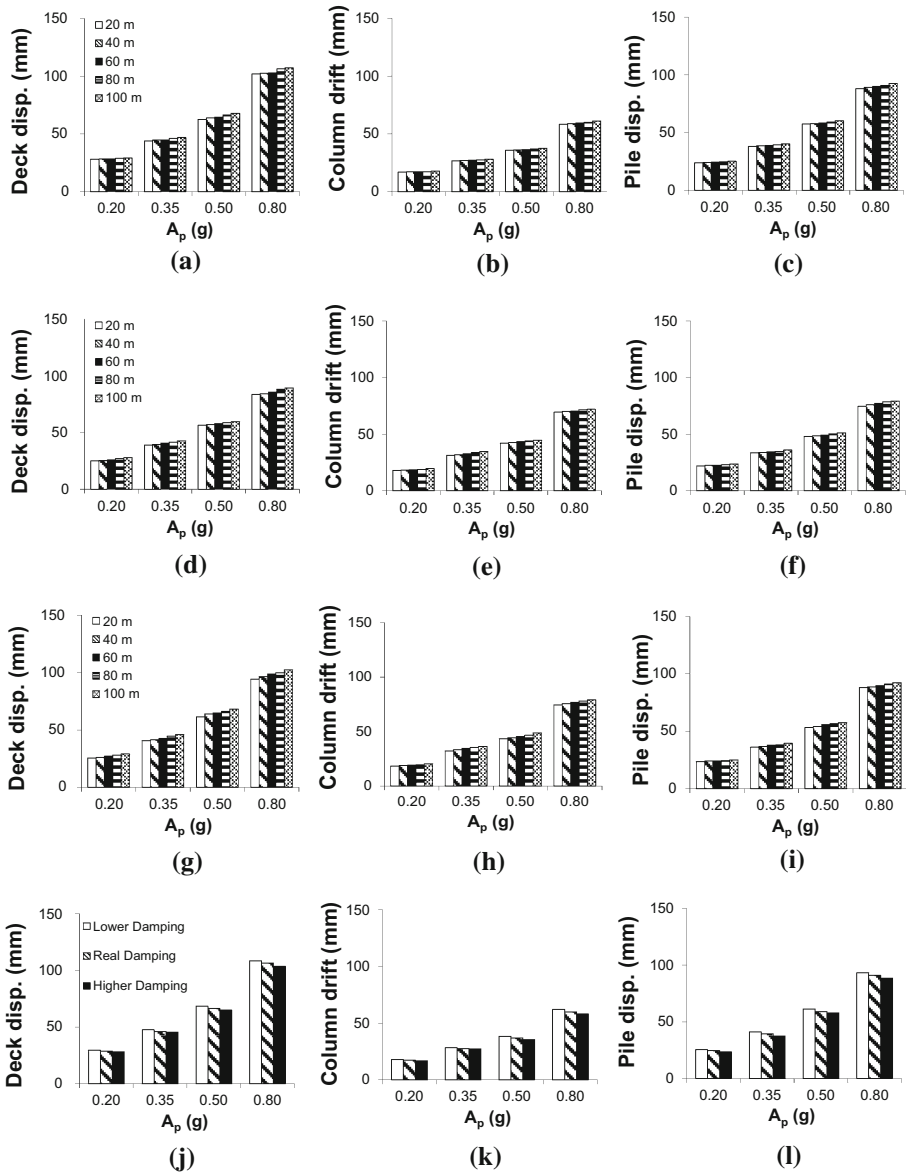 Deck disp. (mm)
150
100
50
0
20 m
40 m
60 m
80 m
100 m
0.20 0.35 0.50 0.80
Ap (g)
(a)
Column drift (mm)
150
100
50
0
0.20 0.35 0.50 0.80
Ap (g)
(b)
Pile disp. (mm)
150
100
50
0
0.20 0.35 0.50 0.80
Ap (g)
(c)
Deck disp. (mm)
150
100
50
0
20 m
40 m
60 m
80 m
100 m
0.20 0.35 0.50 0.80
Ap (g)
(d)
Column drift (mm)
150
100
50
0
0.20 0.35 0.50 0.80
Ap (g)
(e)
Pile disp. (mm)
150
100
50
0
0.20 0.35 0.50 0.80
Ap (g)
(f)
Deck disp. (mm)
150
100
50
0
20 m
40 m
60 m
80 m
100 m
0.20 0.35 0.50 0.80
Ap (g)
(g)
Column drift (mm)
150
100
50
0
0.20 0.35 0.50 0.80
Ap (g)
(h)
Pile disp. (mm)
150
100
50
0
0.20 0.35 0.50 0.80
Ap (g)
(i)
Deck disp. (mm)
150
100
50
0
Lower Damping
Real Damping
Higher Damping
0.20 0.35 0.50 0.80
Ap (g)
(j)
Column drift (mm)
150
100
50
0
0.20 0.35 0.50 0.80
Ap (g)
(k)
Pile disp. (mm)
150
100
50
0
0.20 0.35 0.50 0.80
Ap (g)
(l)